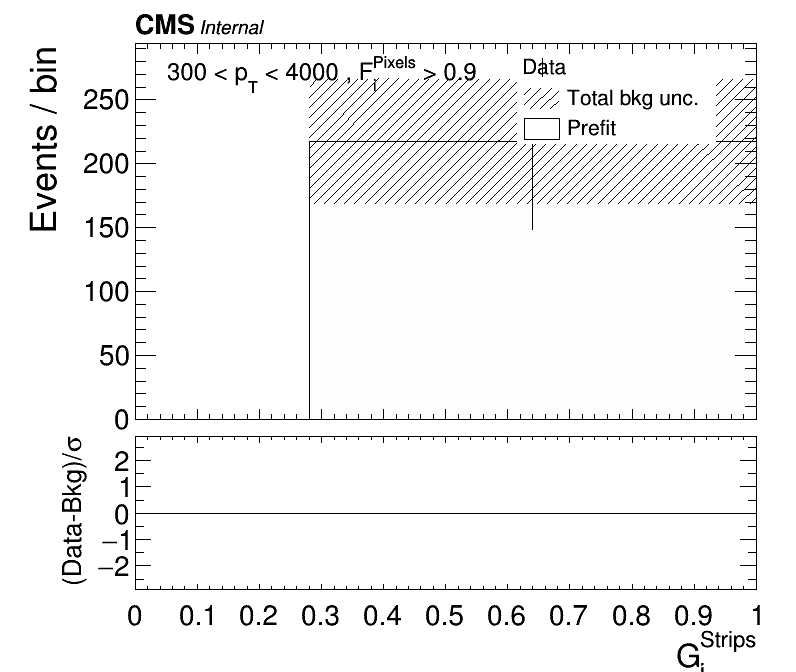 CMS Internal
300 < p_T < 4000 , F_i^Pixels > 0.9
Data
Total bkg unc.
Prefit
Events / bin
250
200
150
100
50
0
(Data-Bkg)/σ
2
1
0
−1
−2
0 0.1 0.2 0.3 0.4 0.5 0.6 0.7 0.8 0.9 1
G_i^Strips